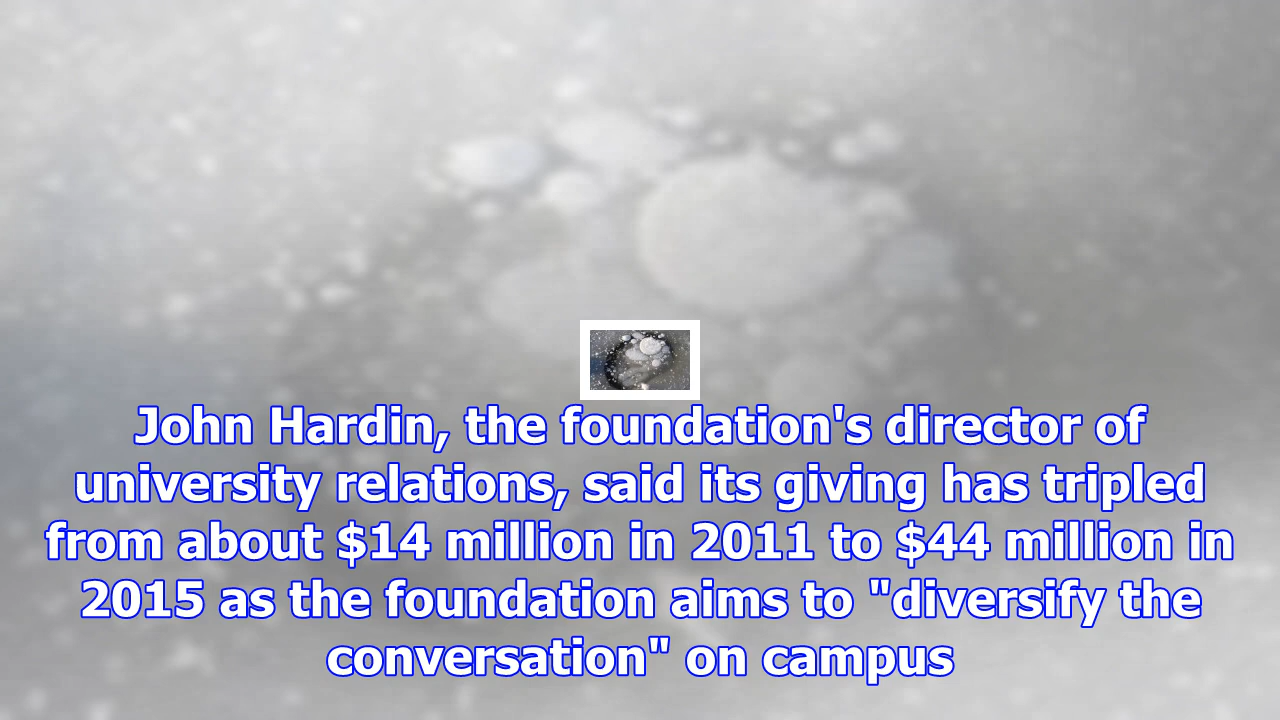 John Hardin, the foundation's director of
university relations, said its giving has tripled
from about $14 million in 2011 to $44 million in
2015 as the foundation aims to "diversify the
conversation" on campus